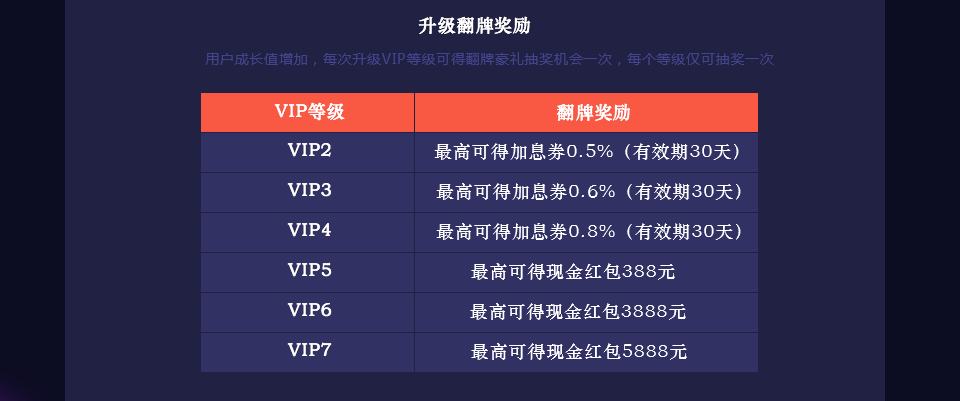 升级翻牌奖励
用户成长值增加，每次升级VIP等级可得翻牌豪礼抽奖机会一次，每个等级仅可抽奖一次
VIP等级 翻牌奖励
VIP2 最高可得加息券0.5%（有效期30天）
VIP3 最高可得加息券0.6%（有效期30天）
VIP4 最高可得加息券0.8%（有效期30天）
VIP5 最高可得现金红包388元
VIP6 最高可得现金红包3888元
VIP7 最高可得现金红包5888元